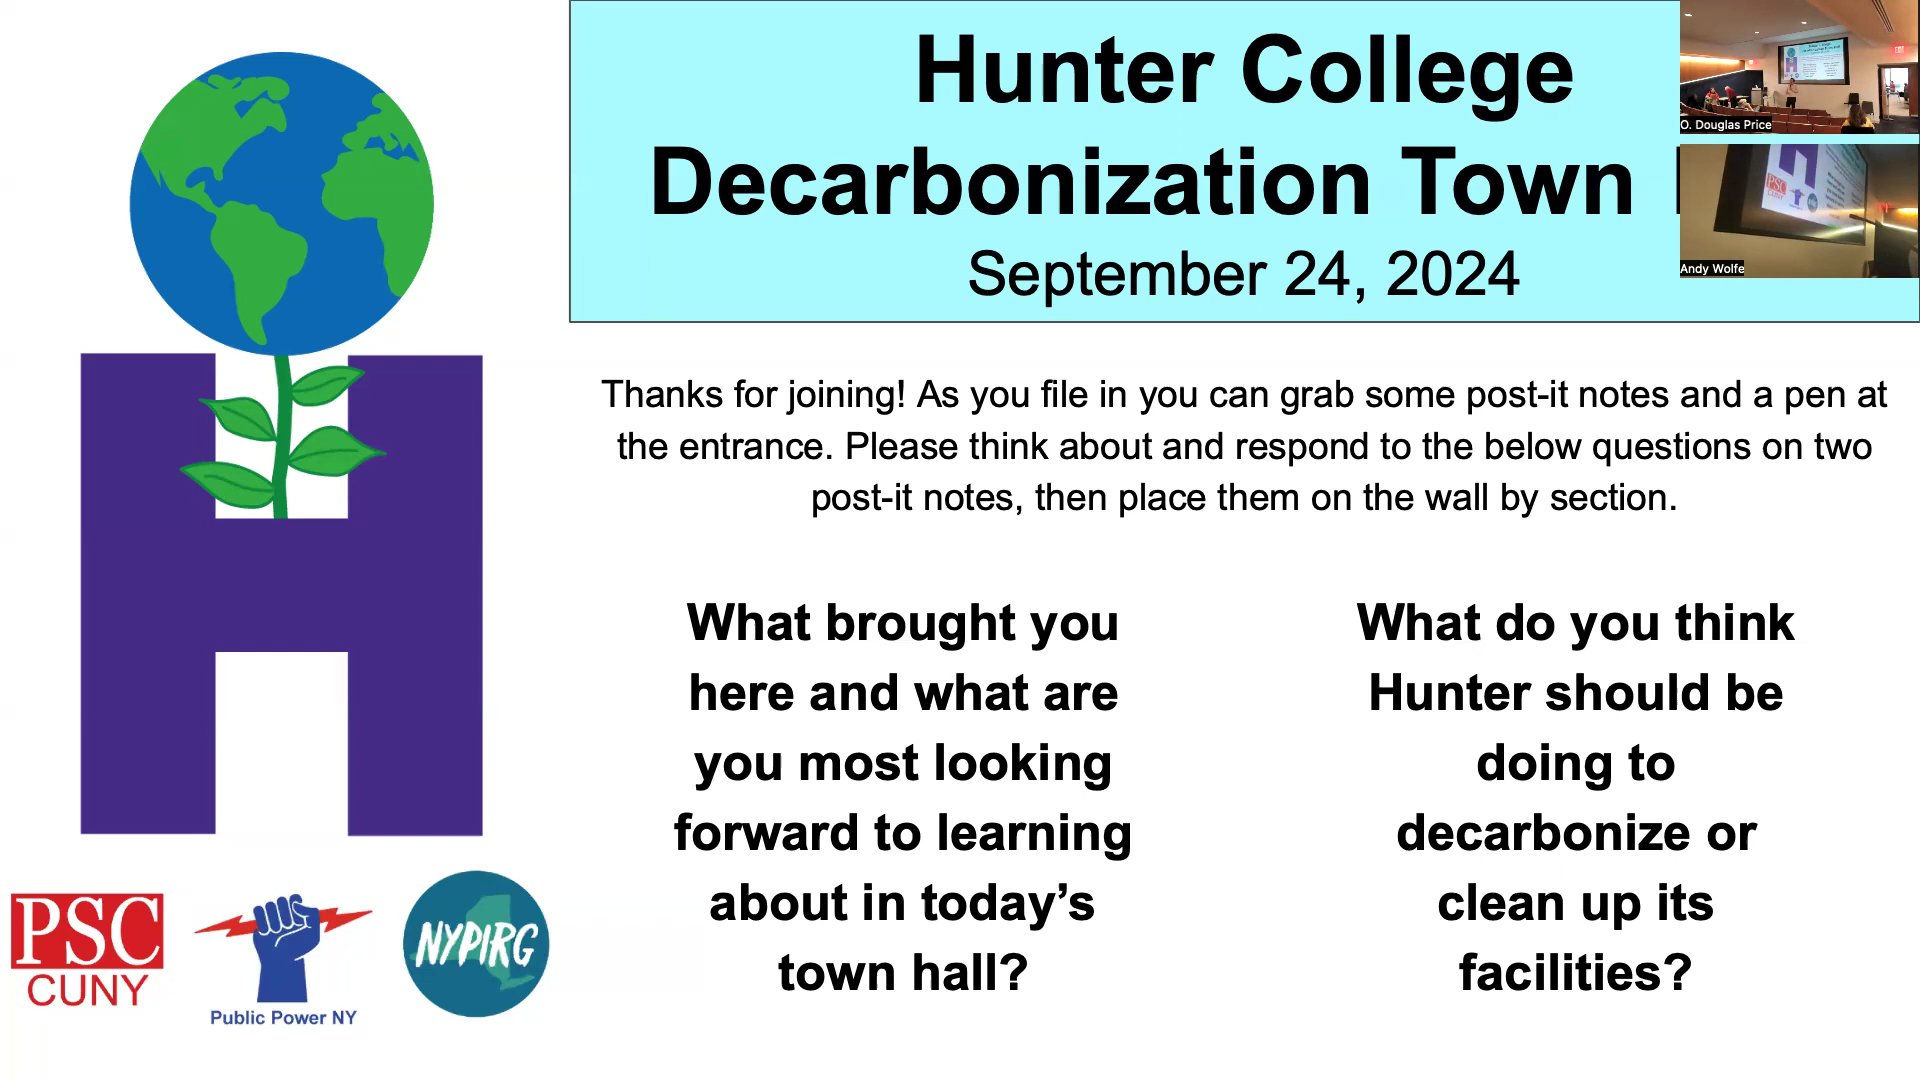 Hunter College
Decarbonization Town
September 24, 2024
O. Douglas Price
Andy Wolfe
Thanks for joining! As you file in you can grab some post-it notes and a pen at
the entrance. Please think about and respond to the below questions on two
post-it notes, then place them on the wall by section.
What brought you
here and what are
you most looking
forward to learning
about in today’s
town hall?
What do you think
Hunter should be
doing to
decarbonize or
clean up its
facilities?
PSC
CUNY
Public Power NY
NYPIRG